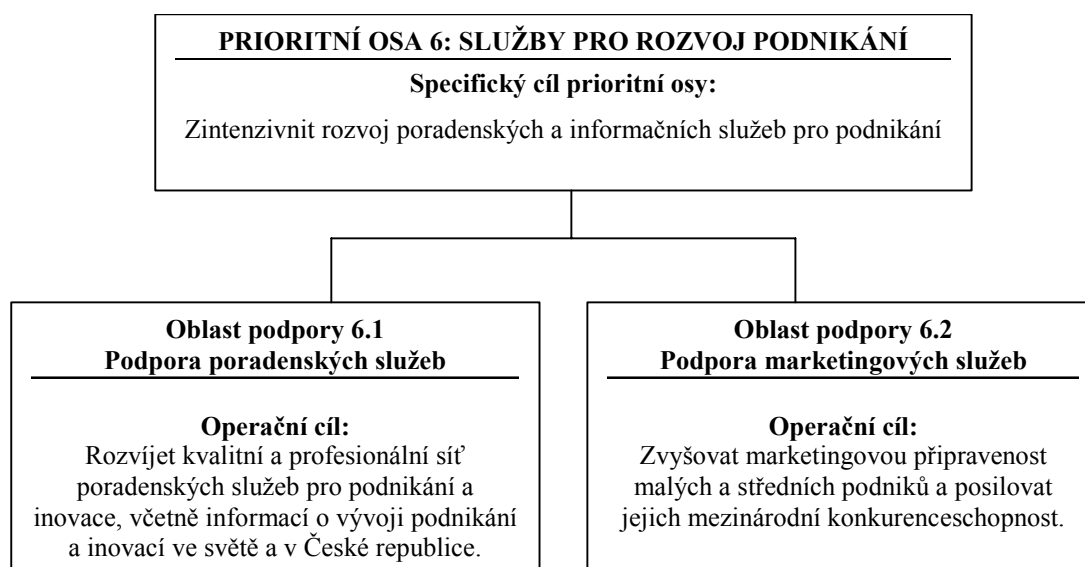 PRIORITNÍ OSA 6: SLUŽBY PRO ROZVOJ PODNIKÁNÍ
Specifický cíl prioritní osy:
Zintenzivnit rozvoj poradenských a informačních služeb pro podnikání
Oblast podpory 6.1
Podpora poradenských služeb
Operační cíl:
Rozvíjet kvalitní a profesionální síť
poradenských služeb pro podnikání a
inovace, včetně informací o vývoji podnikání
a inovací ve světě a v České republice.
Oblast podpory 6.2
Podpora marketingových služeb
Operační cíl:
Zvyšovat marketingovou připravenost
malých a středních podniků a posilovat
jejich mezinárodní konkurenceschopnost.